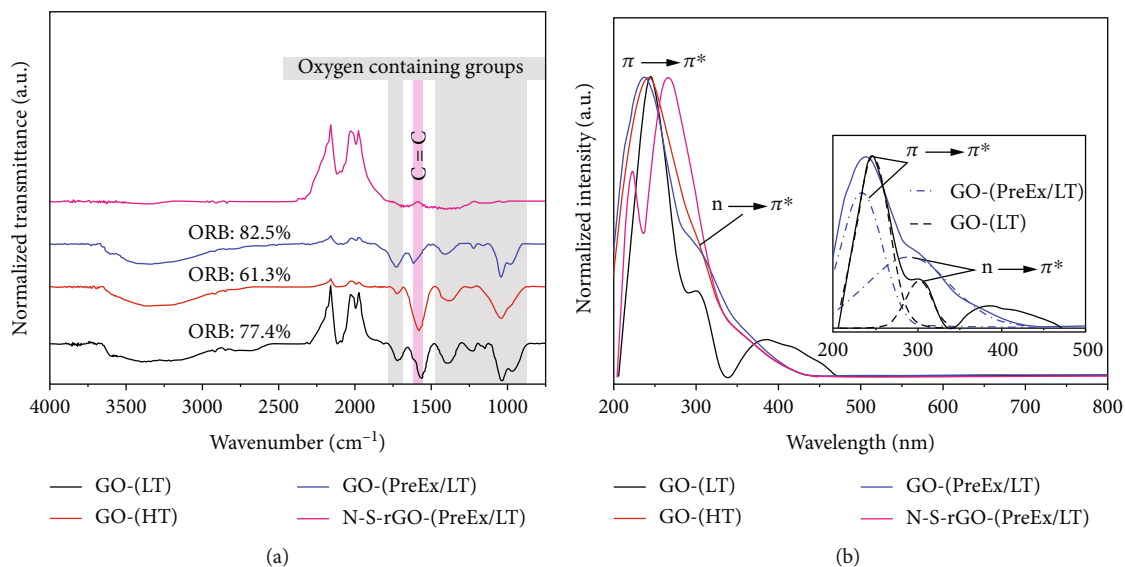 Normalized transmittance (a.u.)
Oxygen containing groups
C = C
ORB: 82.5%
ORB: 61.3%
ORB: 77.4%
4000 3500 3000 2500 2000 1500 1000
Wavenumber (cm⁻¹)
GO-(LT)
GO-(HT)
GO-(PreEx/LT)
N-S-rGO-(PreEx/LT)
(a)
Normalized intensity (a.u.)
π → π*
n → π*
π → π*
GO-(PreEx/LT)
GO-(LT)
n → π*
200 300 400 500
200 300 400 500 600 700 800
Wavelength (nm)
GO-(LT)
GO-(HT)
GO-(PreEx/LT)
N-S-rGO-(PreEx/LT)
(b)